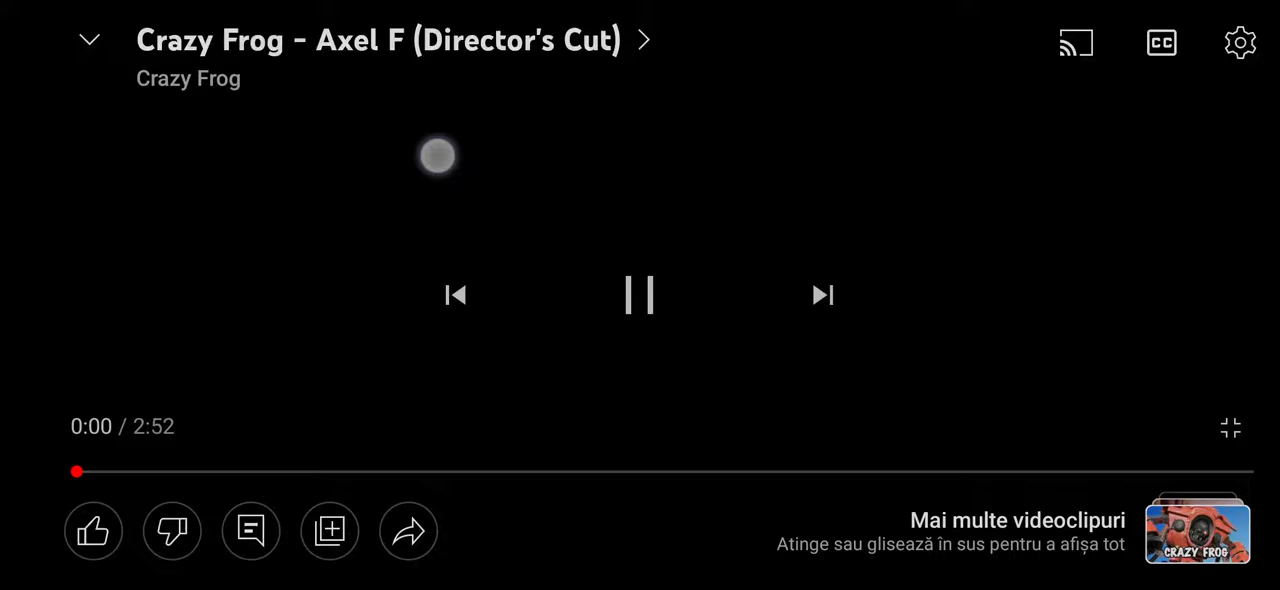 Crazy Frog - Axel F (Director's Cut)
Crazy Frog
CC
0:00 / 2:52
Mai multe videoclipuri
Atinge sau glisează în sus pentru a afișa tot
CRAZY FROG